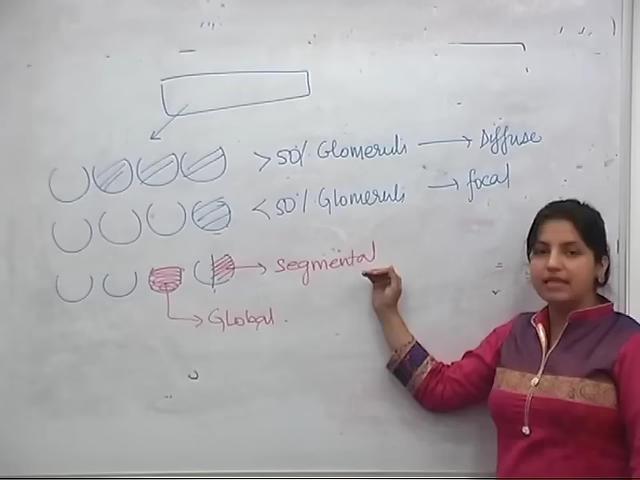 > 50% Glomeruli → Diffuse
< 50% Glomeruli → focal
→ segmental
→ Global.